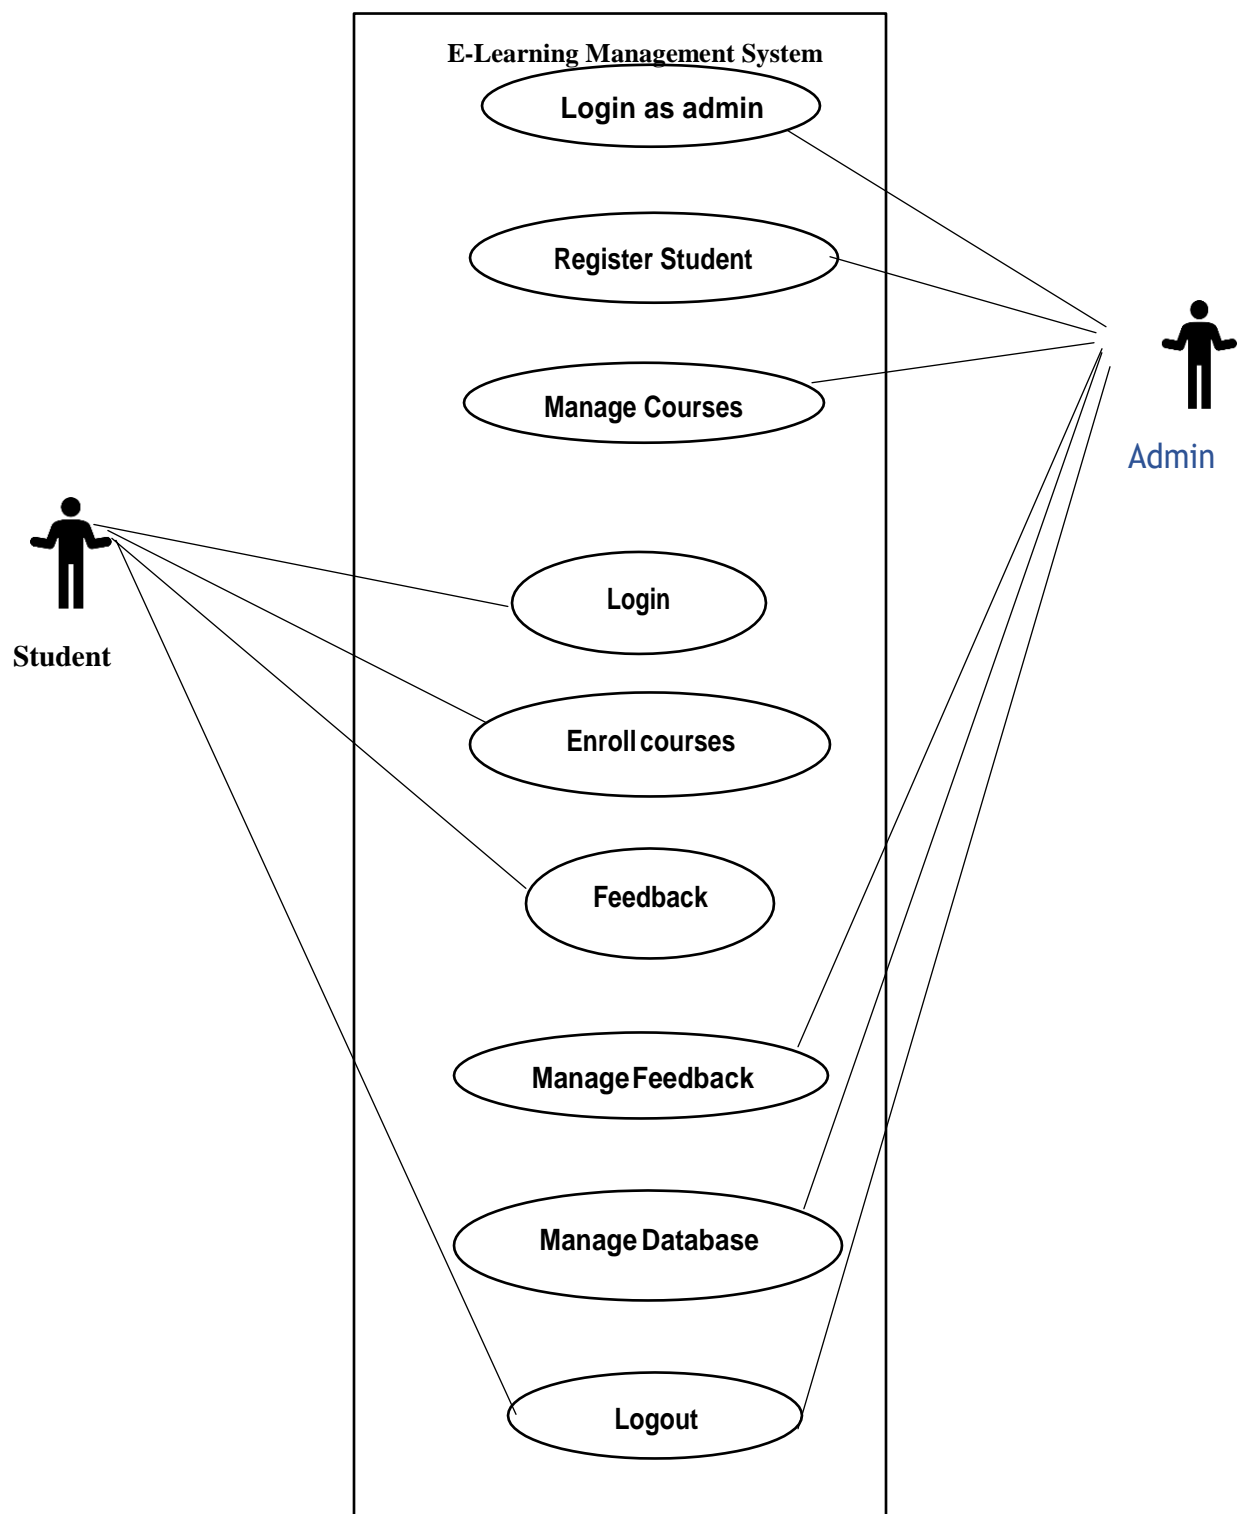 E-Learning Management System
Login as admin
Register Student
Manage Courses
Admin
Login
Student
Enroll courses
Feedback
Manage Feedback
Manage Database
Logout